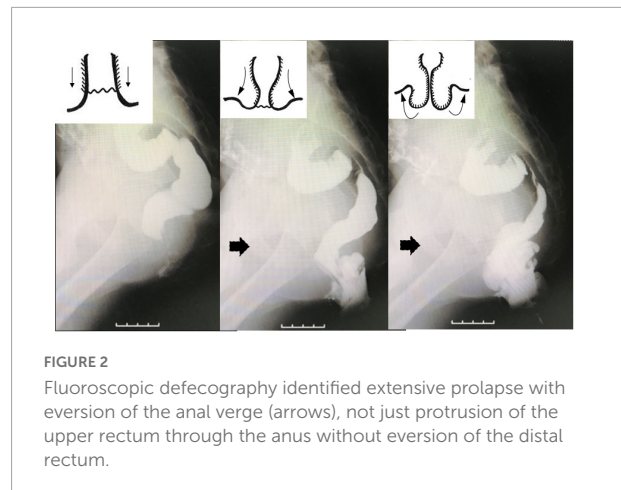 FIGURE 2
Fluoroscopic defecography identified extensive prolapse with
eversion of the anal verge (arrows), not just protrusion of the
upper rectum through the anus without eversion of the distal
rectum.